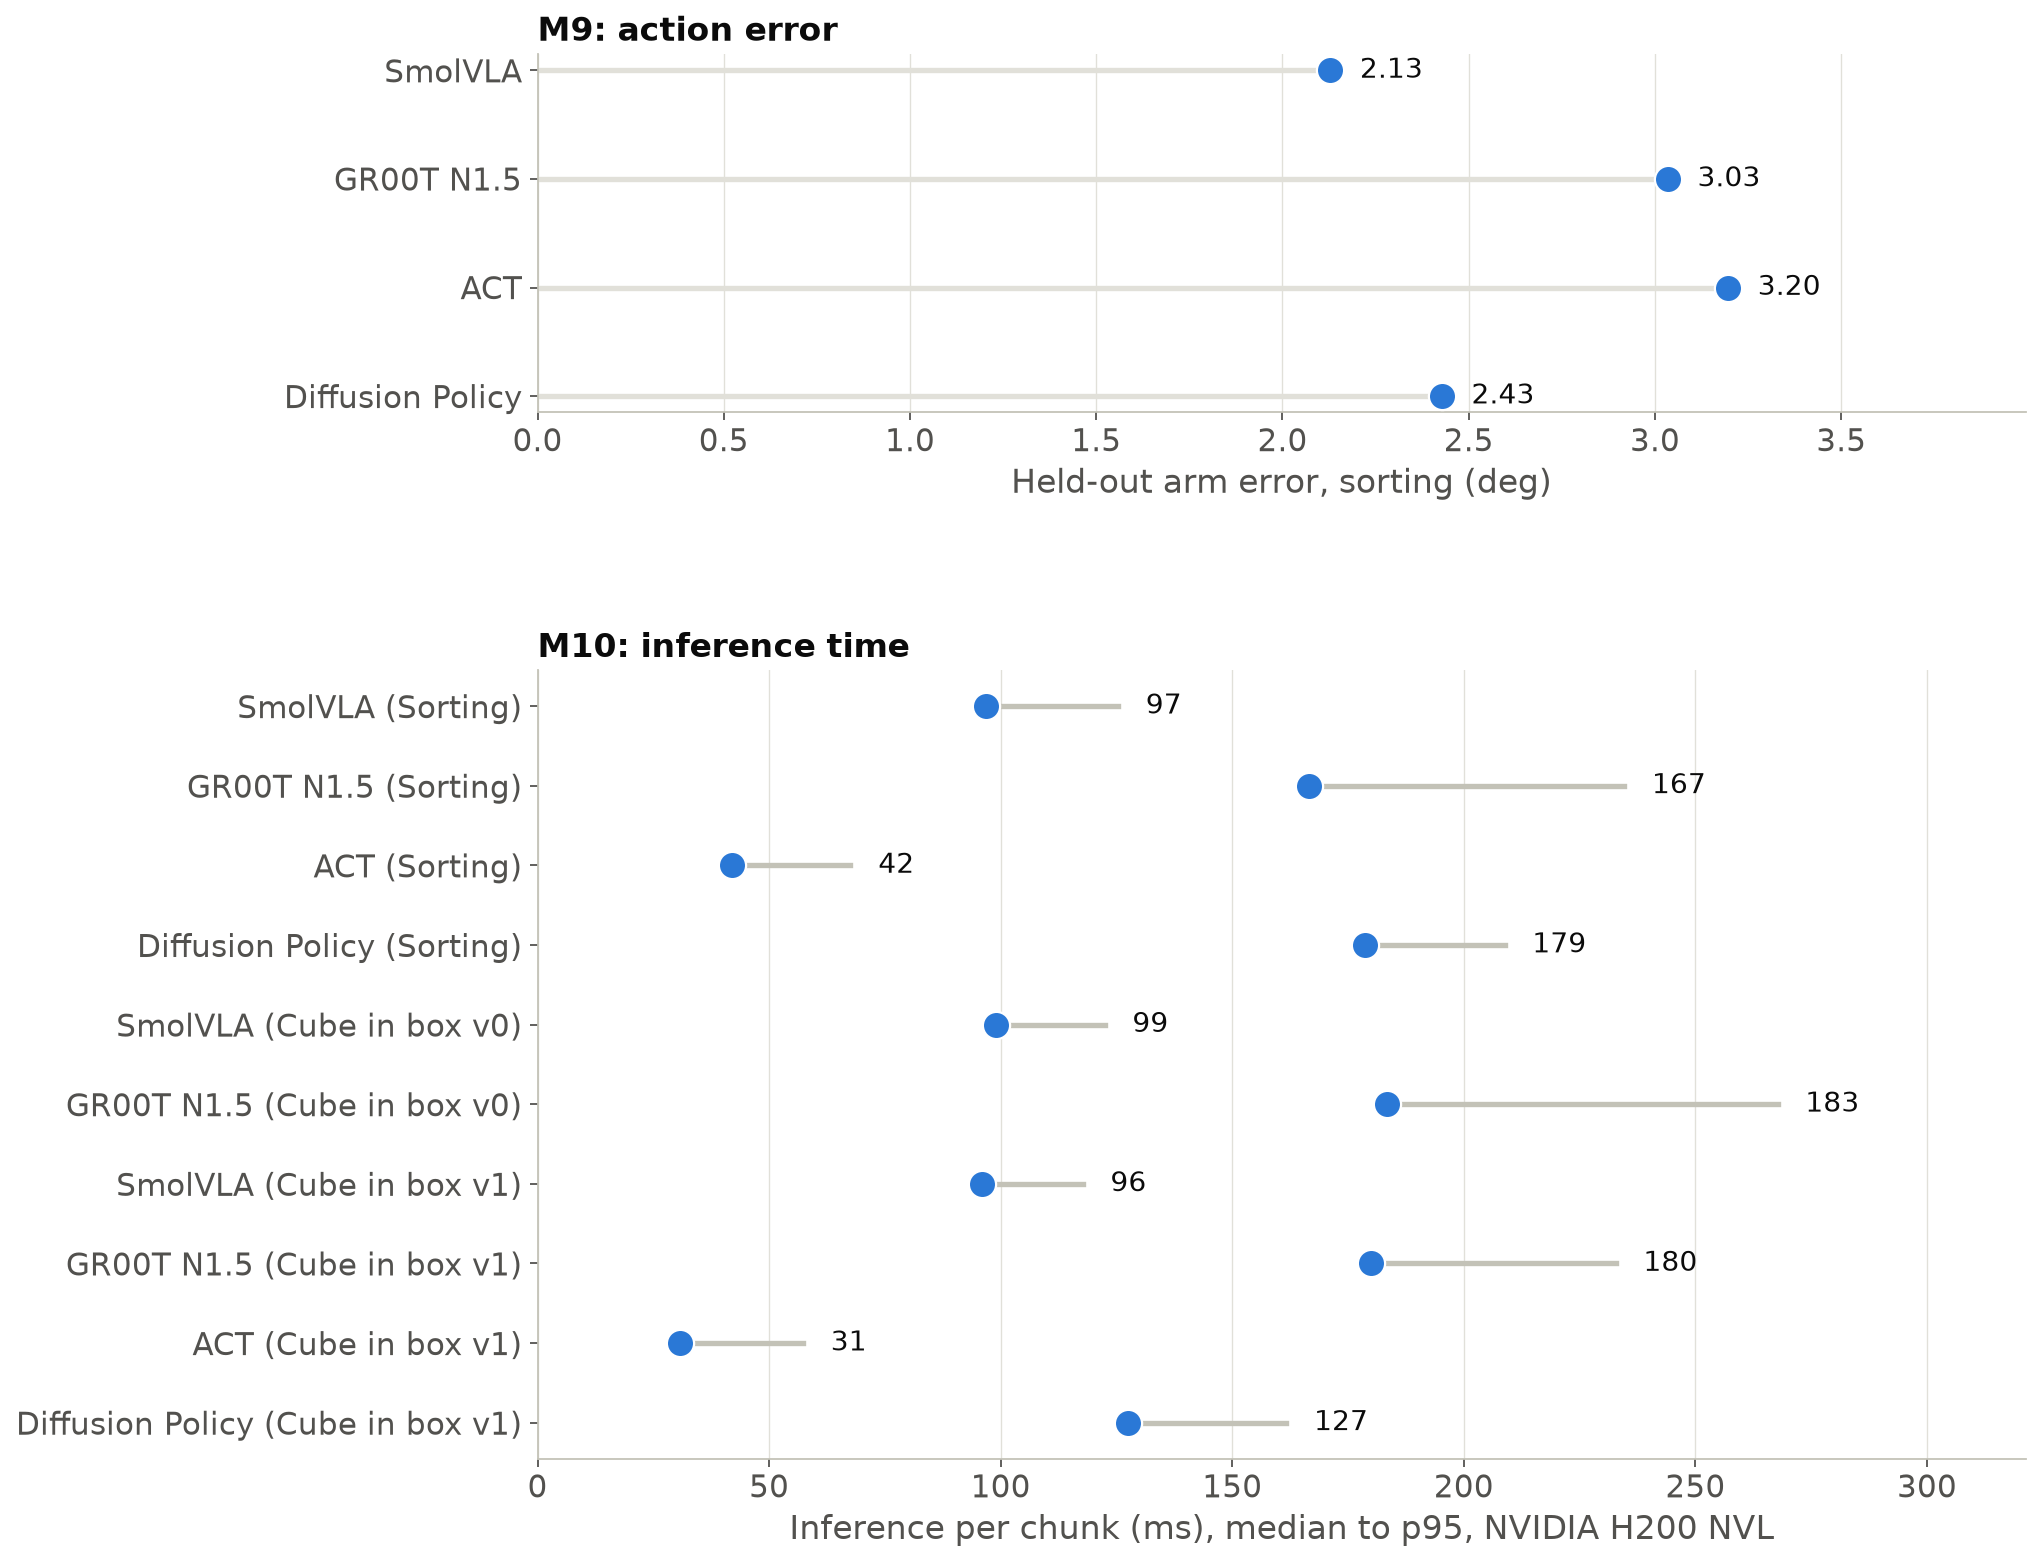 M9: action error
SmolVLA
2.13
GR00T N1.5
3.03
ACT
3.20
Diffusion Policy
2.43
0.0 0.5 1.0 1.5 2.0 2.5 3.0 3.5
Held-out arm error, sorting (deg)
M10: inference time
SmolVLA (Sorting)
97
GR00T N1.5 (Sorting)
167
ACT (Sorting)
42
Diffusion Policy (Sorting)
179
SmolVLA (Cube in box v0)
99
GR00T N1.5 (Cube in box v0)
183
SmolVLA (Cube in box v1)
96
GR00T N1.5 (Cube in box v1)
180
ACT (Cube in box v1)
31
Diffusion Policy (Cube in box v1)
127
0 50 100 150 200 250 300
Inference per chunk (ms), median to p95, NVIDIA H200 NVL